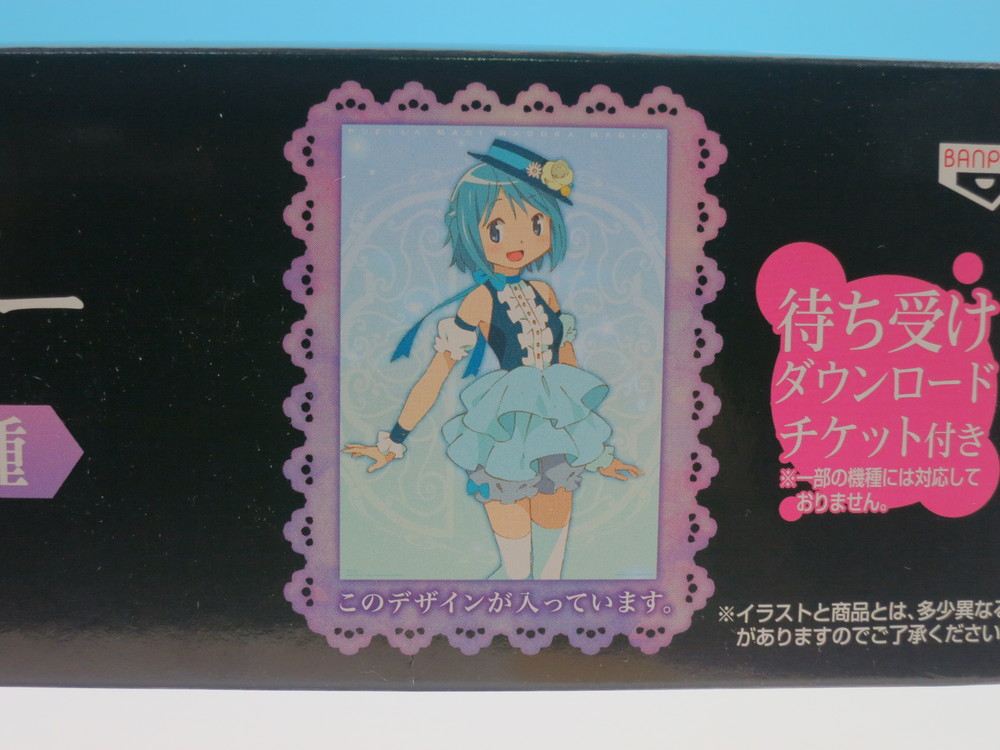 ー
種
PUELLA MAGI MADOKA MAGICA
このデザインが入っています。
BANP
待ち受け
ダウンロード
チケット付き
※一部の機種には対応して
おりません。
※イラストと商品とは、多少異なる
がありますのでご了承ください